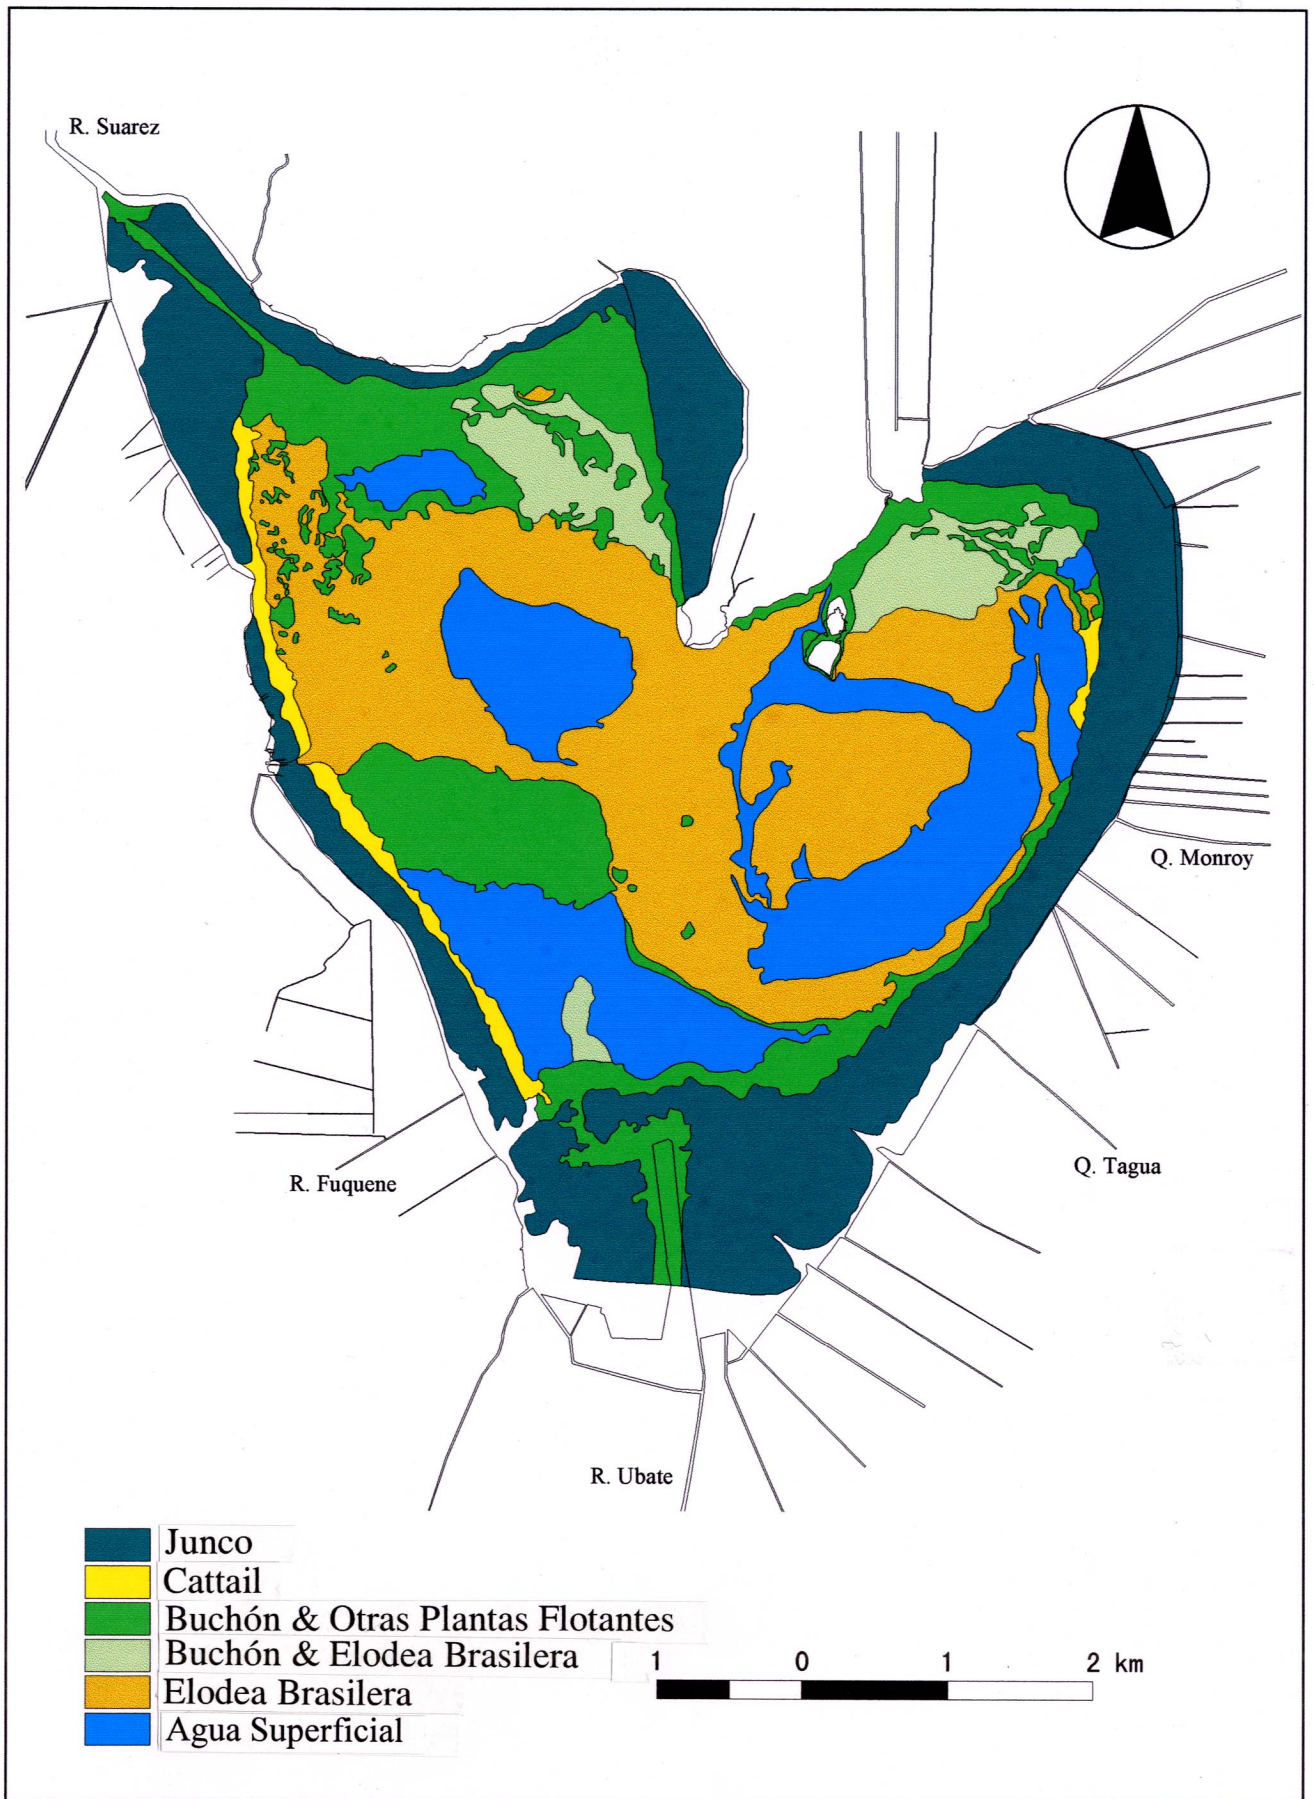 R. Suarez
Q. Monroy
Q. Tagua
R. Fuquene
R. Ubate
Junco
Cattail
Buchón & Otras Plantas Flotantes
Buchón & Elodea Brasilera
Elodea Brasilera
Agua Superficial
1 0 1 2 km